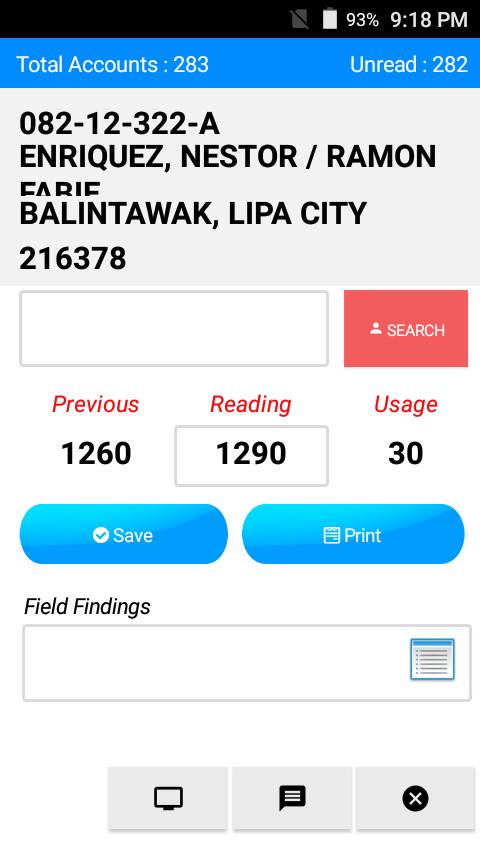 93% 9:18 PM
Total Accounts : 283 Unread : 282
082-12-322-A
ENRIQUEZ, NESTOR / RAMON
BALINTAWAK, LIPA CITY
216378
SEARCH
Previous Reading Usage
1260 1290 30
Save Print
Field Findings